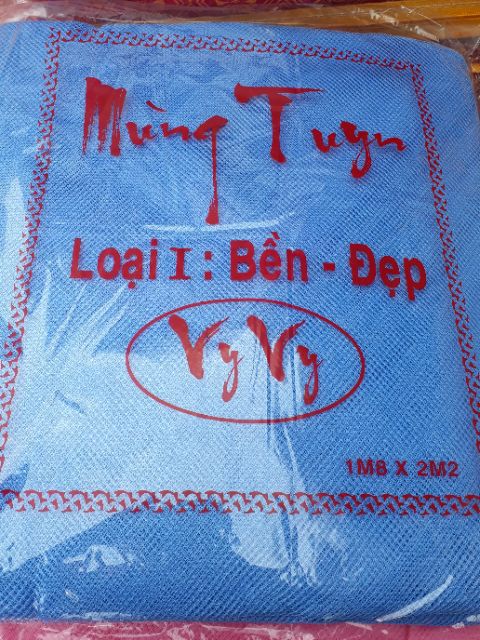 Mùng Tuyn
Loại I : Bền - Đẹp
Vy Vy
1M8 X 2M2